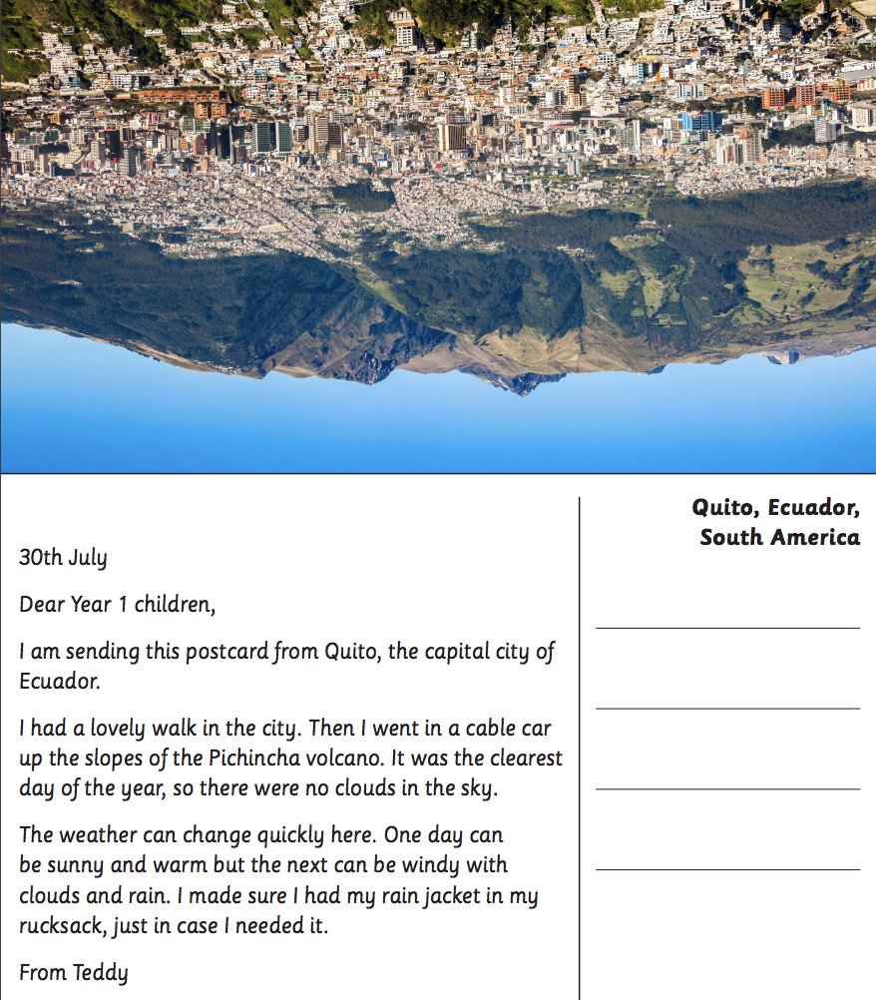 Quito, Ecuador,
South America
30th July
Dear Year 1 children,
I am sending this postcard from Quito, the capital city of
Ecuador.
I had a lovely walk in the city. Then I went in a cable car
up the slopes of the Pichincha volcano. It was the clearest
day of the year, so there were no clouds in the sky.
The weather can change quickly here. One day can
be sunny and warm but the next can be windy with
clouds and rain. I made sure I had my rain jacket in my
rucksack, just in case I needed it.
From Teddy